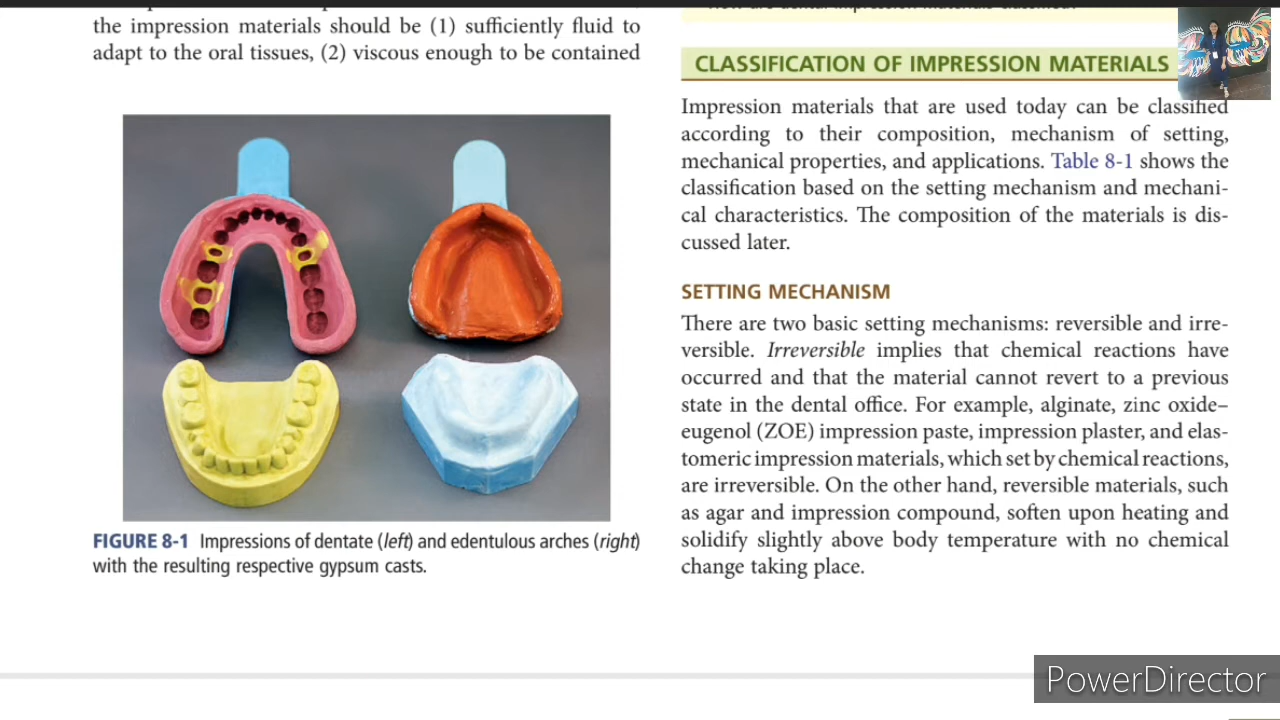 the impression materials should be (1) sufficiently fluid to
adapt to the oral tissues, (2) viscous enough to be contained
FIGURE 8-1 Impressions of dentate (left) and edentulous arches (right)
with the resulting respective gypsum casts.
CLASSIFICATION OF IMPRESSION MATERIALS
Impression materials that are used today can be classified
according to their composition, mechanism of setting,
mechanical properties, and applications. Table 8-1 shows the
classification based on the setting mechanism and mechani-
cal characteristics. The composition of the materials is dis-
cussed later.
SETTING MECHANISM
There are two basic setting mechanisms: reversible and irre-
versible. Irreversible implies that chemical reactions have
occurred and that the material cannot revert to a previous
state in the dental office. For example, alginate, zinc oxide–
eugenol (ZOE) impression paste, impression plaster, and elas-
tomeric impression materials, which set by chemical reactions,
are irreversible. On the other hand, reversible materials, such
as agar and impression compound, soften upon heating and
solidify slightly above body temperature with no chemical
change taking place.
PowerDirector